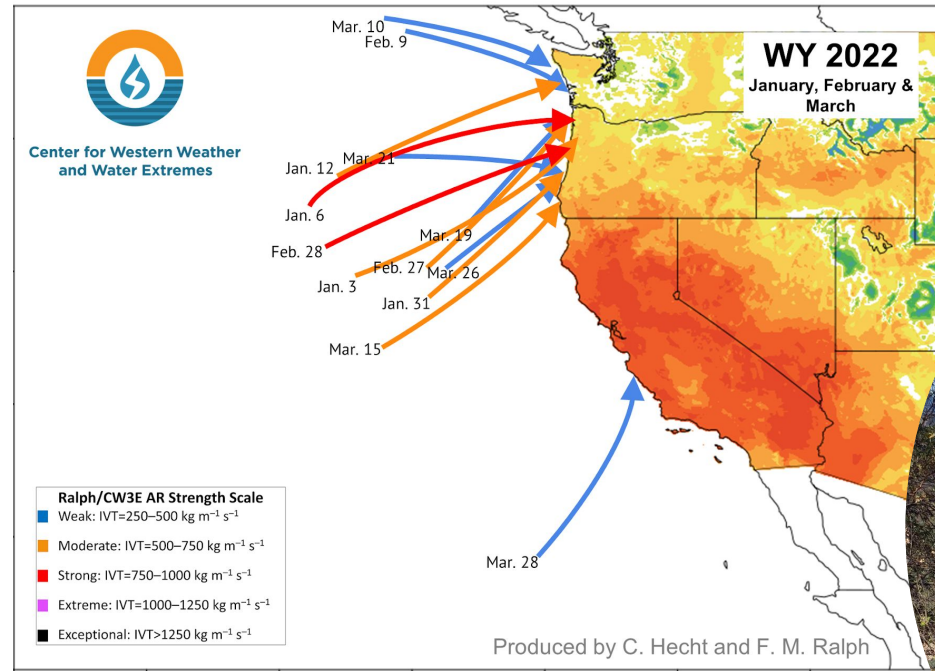 Mar. 10
Feb. 9
WY 2022
January, February &
March
Center for Western Weather
and Water Extremes
Mar. 21
Jan. 12
Jan. 6
Mar. 19
Feb. 28
Feb. 27
Mar. 26
Jan. 3
Jan. 31
Mar. 15
Ralph/CW3E AR Strength Scale
Weak: IVT=250–500 kg m⁻¹ s⁻¹
Moderate: IVT=500–750 kg m⁻¹ s⁻¹
Strong: IVT=750–1000 kg m⁻¹ s⁻¹
Extreme: IVT=1000–1250 kg m⁻¹ s⁻¹
Exceptional: IVT>1250 kg m⁻¹ s⁻¹
Mar. 28
Produced by C. Hecht and F. M. Ralph